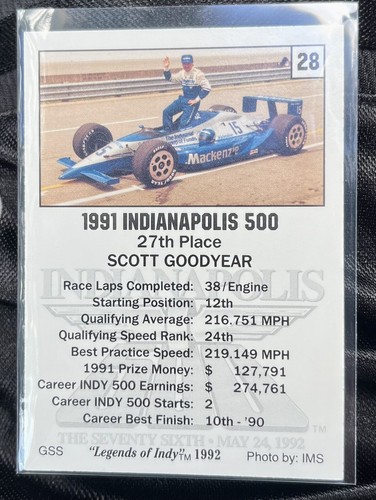 28
15
Mackenzie
1991 INDIANAPOLIS 500
27th Place
SCOTT GOODYEAR
INDIANAPOLIS
Race Laps Completed: 38/Engine
Starting Position: 12th
Qualifying Average: 216.751 MPH
Qualifying Speed Rank: 24th
Best Practice Speed: 219.149 MPH
1991 Prize Money: $ 127,791
Career INDY 500 Earnings: $ 274,761
Career INDY 500 Starts: 2
Career Best Finish: 10th - '90
THE SEVENTY SIXTH • MAY 24, 1992
GSS "Legends of Indy"TM 1992 Photo by: IMS